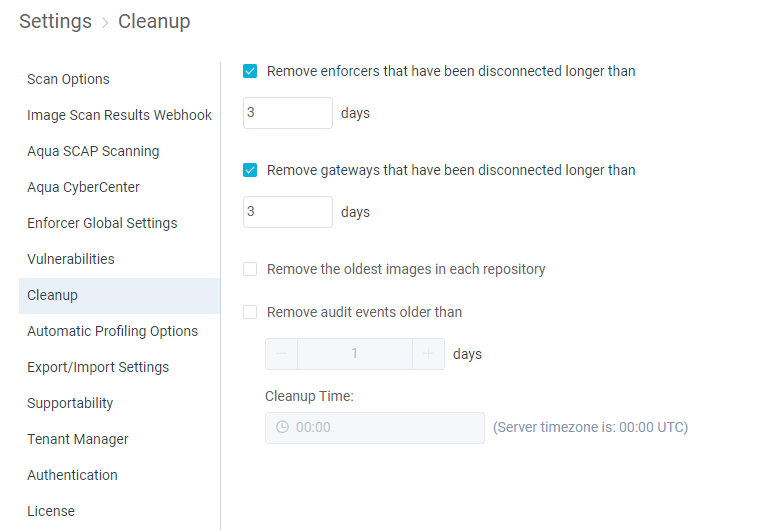 Settings > Cleanup
Scan Options
Image Scan Results Webhook
Aqua SCAP Scanning
Aqua CyberCenter
Enforcer Global Settings
Vulnerabilities
Cleanup
Automatic Profiling Options
Export/Import Settings
Supportability
Tenant Manager
Authentication
License
Remove enforcers that have been disconnected longer than
3 days
Remove gateways that have been disconnected longer than
3 days
Remove the oldest images in each repository
Remove audit events older than
− 1 + days
Cleanup Time:
00:00 (Server timezone is: 00:00 UTC)